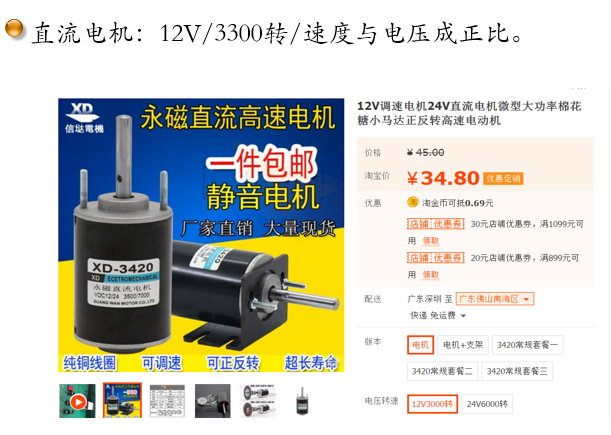 直流电机：12V/3300转/速度与电压成正比。
12V调速电机24V直流电机微型大功率棉花
糖小马达正反转高速电动机
XD
信垯電機
永磁直流高速电机
一件包邮
静音电机
厂家直销 大量现货
XD-3420
XD ECETROMECHANICAL
永磁直流电机
VDC12/24 3500/7000
GUANG WAN MOTOR CO.,LTD
纯铜线圈 可调速 可正反转 超长寿命
价格 ¥45.00
淘宝价 ¥34.80 优惠促销
优惠 淘金币可抵0.69元
店铺优惠券 30元店铺优惠券，满1099元可
用 领取
店铺优惠券 20元店铺优惠券，满899元可
用 领取
配送 广东深圳 至 广东佛山南海区
快递 免运费
版本 电机 电机+支架 3420常规套餐一
3420常规套餐二 3420常规套餐三
电压转速 12V3000转 24V6000转